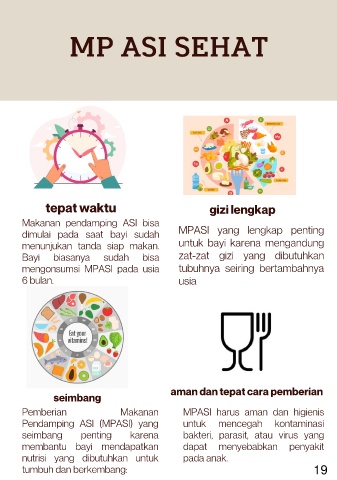 MP ASI SEHAT
tepat waktu
Makanan pendamping ASI bisa
dimulai pada saat bayi sudah
menunjukan tanda siap makan.
Bayi biasanya sudah bisa
mengonsumsi MPASI pada usia
6 bulan.
gizi lengkap
MPASI yang lengkap penting
untuk bayi karena mengandung
zat-zat gizi yang dibutuhkan
tubuhnya seiring bertambahnya
usia
Eat your
vitamins!
seimbang
Pemberian Makanan
Pendamping ASI (MPASI) yang
seimbang penting karena
membantu bayi mendapatkan
nutrisi yang dibutuhkan untuk
tumbuh dan berkembang:
aman dan tepat cara pemberian
MPASI harus aman dan higienis
untuk mencegah kontaminasi
bakteri, parasit, atau virus yang
dapat menyebabkan penyakit
pada anak.
19